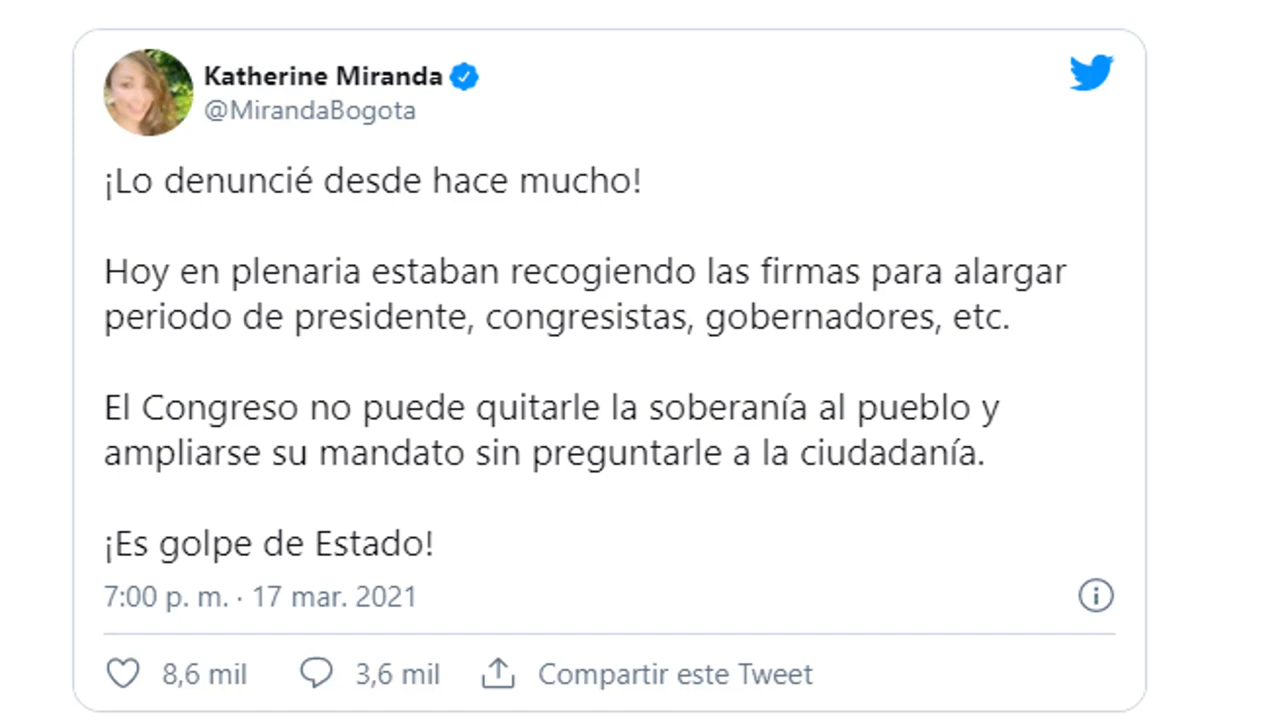 Katherine Miranda
@MirandaBogota
¡Lo denuncié desde hace mucho!
Hoy en plenaria estaban recogiendo las firmas para alargar
periodo de presidente, congresistas, gobernadores, etc.
El Congreso no puede quitarle la soberanía al pueblo y
ampliarse su mandato sin preguntarle a la ciudadanía.
¡Es golpe de Estado!
7:00 p. m. · 17 mar. 2021
8,6 mil 3,6 mil Compartir este Tweet